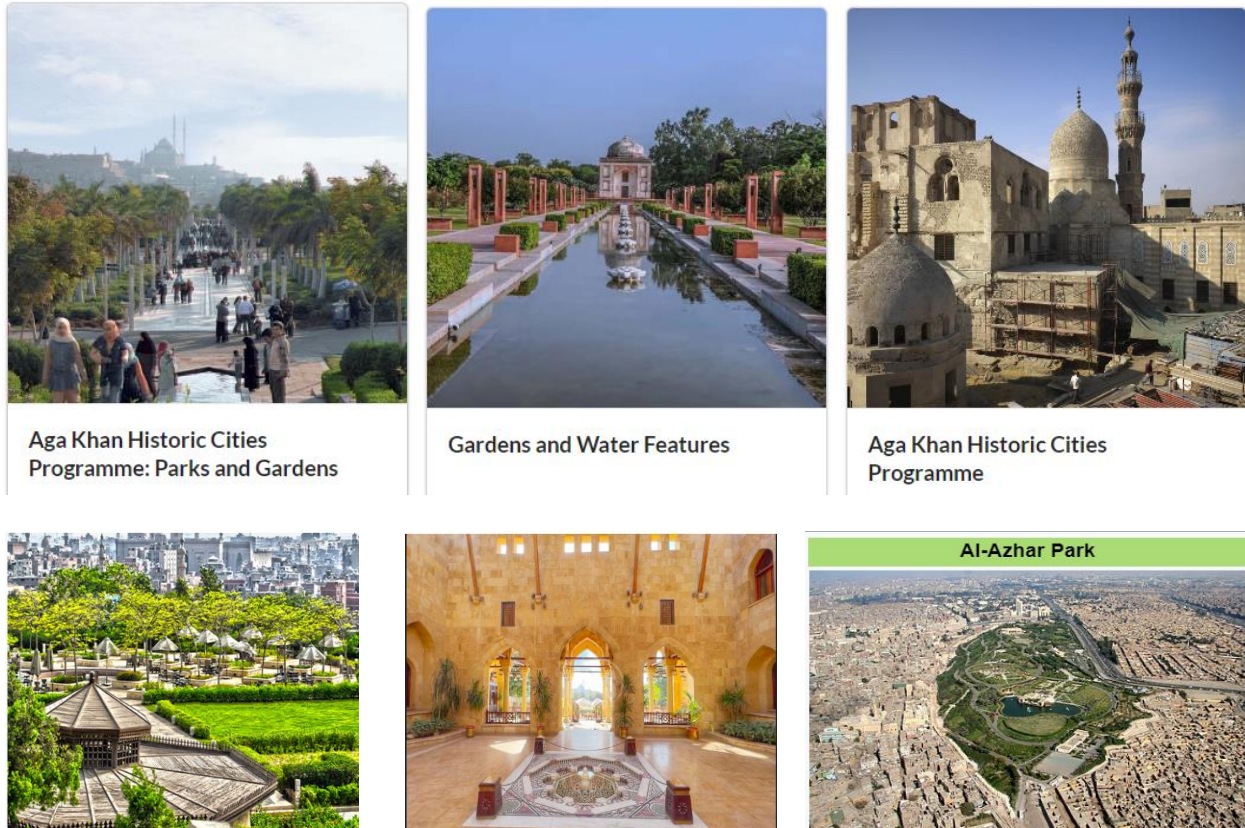 Aga Khan Historic Cities
Programme: Parks and Gardens
Gardens and Water Features
Aga Khan Historic Cities
Programme
Al-Azhar Park